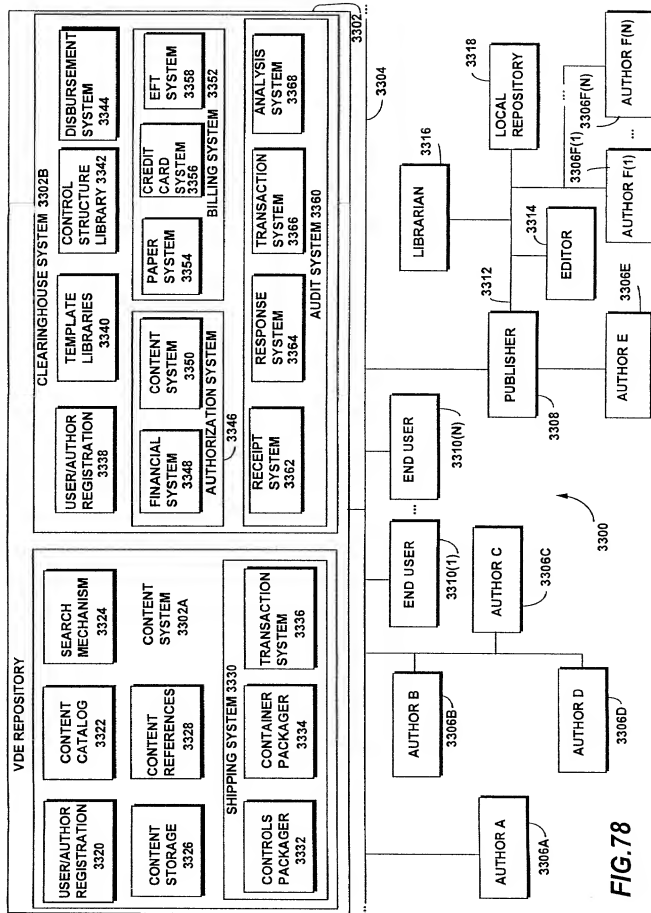 VDE REPOSITORY
USER/AUTHOR
REGISTRATION
3320
CONTENT
CATALOG
3322
SEARCH
MECHANISM
3324
CONTENT
STORAGE
3326
CONTENT
REFERENCES
3328
CONTENT
SYSTEM
3302A
SHIPPING SYSTEM 3330
CONTROLS
PACKAGER
3332
CONTAINER
PACKAGER
3334
TRANSACTION
SYSTEM
3336
CLEARINGHOUSE SYSTEM 3302B
USER/AUTHOR
REGISTRATION
3338
TEMPLATE
LIBRARIES
3340
CONTROL
STRUCTURE
LIBRARY 3342
DISBURSEMENT
SYSTEM
3344
FINANCIAL
SYSTEM
3348
CONTENT
SYSTEM
3350
AUTHORIZATION SYSTEM
3346
PAPER
SYSTEM
3354
CREDIT
CARD
SYSTEM
3356
EFT
SYSTEM
3358
BILLING SYSTEM
3352
RECEIPT SYSTEM
3362
RESPONSE
SYSTEM
3364
TRANSACTION
SYSTEM
3366
ANALYSIS
SYSTEM
3368
AUDIT SYSTEM 3360
3302
...
...
3304
AUTHOR A
3306A
AUTHOR B
3306B
AUTHOR C
3306C
AUTHOR D
3306D
END USER
3310(1)
...
END USER
3310(N)
3300
PUBLISHER
3308
3312
AUTHOR E
3306E
EDITOR
3314
LIBRARIAN
3316
LOCAL
REPOSITORY
3318
3306F(1)
...
3306F(N)
AUTHOR F(1)
...
AUTHOR F(N)
FIG.78